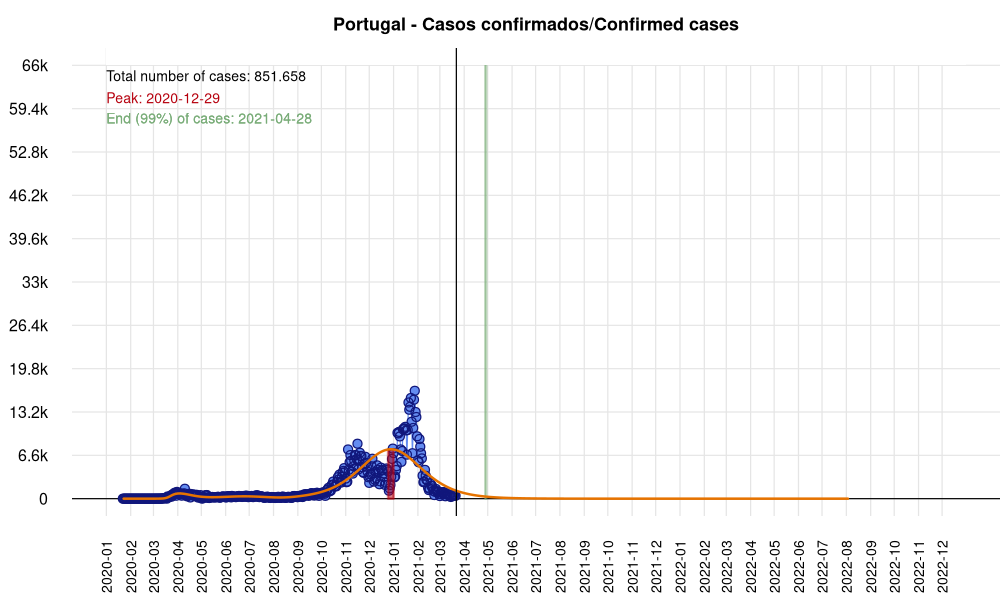 Portugal - Casos confirmados/Confirmed cases
Total number of cases: 851.658
Peak: 2020-12-29
End (99%) of cases: 2021-04-28
66k
59.4k
52.8k
46.2k
39.6k
33k
26.4k
19.8k
13.2k
6.6k
0
2020-01
2020-02
2020-03
2020-04
2020-05
2020-06
2020-07
2020-08
2020-09
2020-10
2020-11
2020-12
2021-01
2021-02
2021-03
2021-04
2021-05
2021-06
2021-07
2021-08
2021-09
2021-10
2021-11
2021-12
2022-01
2022-02
2022-03
2022-04
2022-05
2022-06
2022-07
2022-08
2022-09
2022-10
2022-11
2022-12